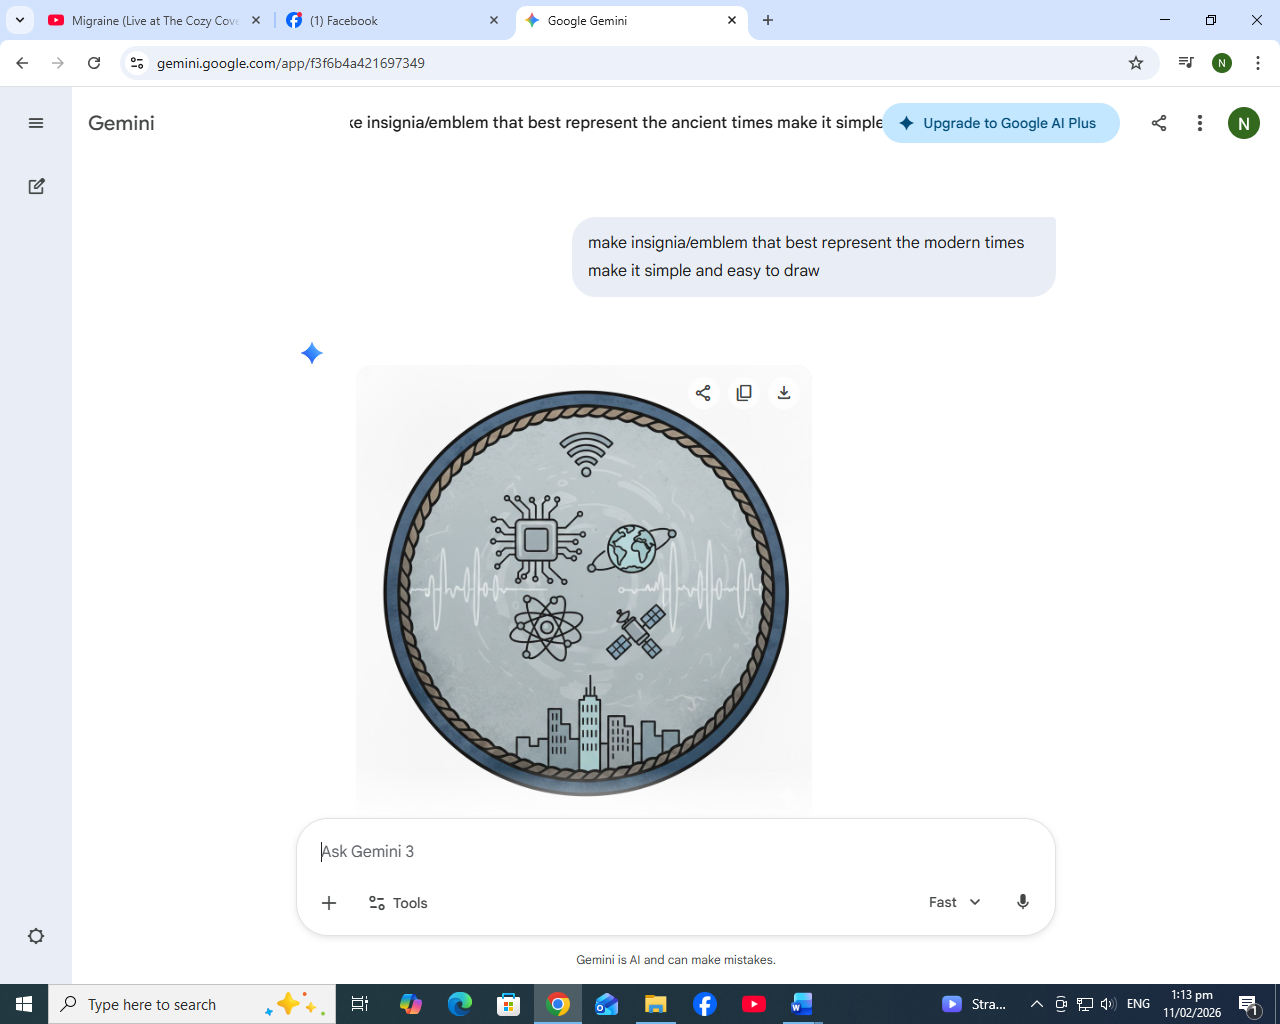 Migraine (Live at The Cozy Cove
(1) Facebook
Google Gemini
gemini.google.com/app/f3f6b4a421697349
N
Gemini
ke insignia/emblem that best represent the ancient times make it simple
Upgrade to Google AI Plus
N
make insignia/emblem that best represent the modern times
make it simple and easy to draw
Ask Gemini 3
Tools
Fast
Gemini is AI and can make mistakes.
Type here to search
Stra...
ENG
1:13 pm
11/02/2026
1